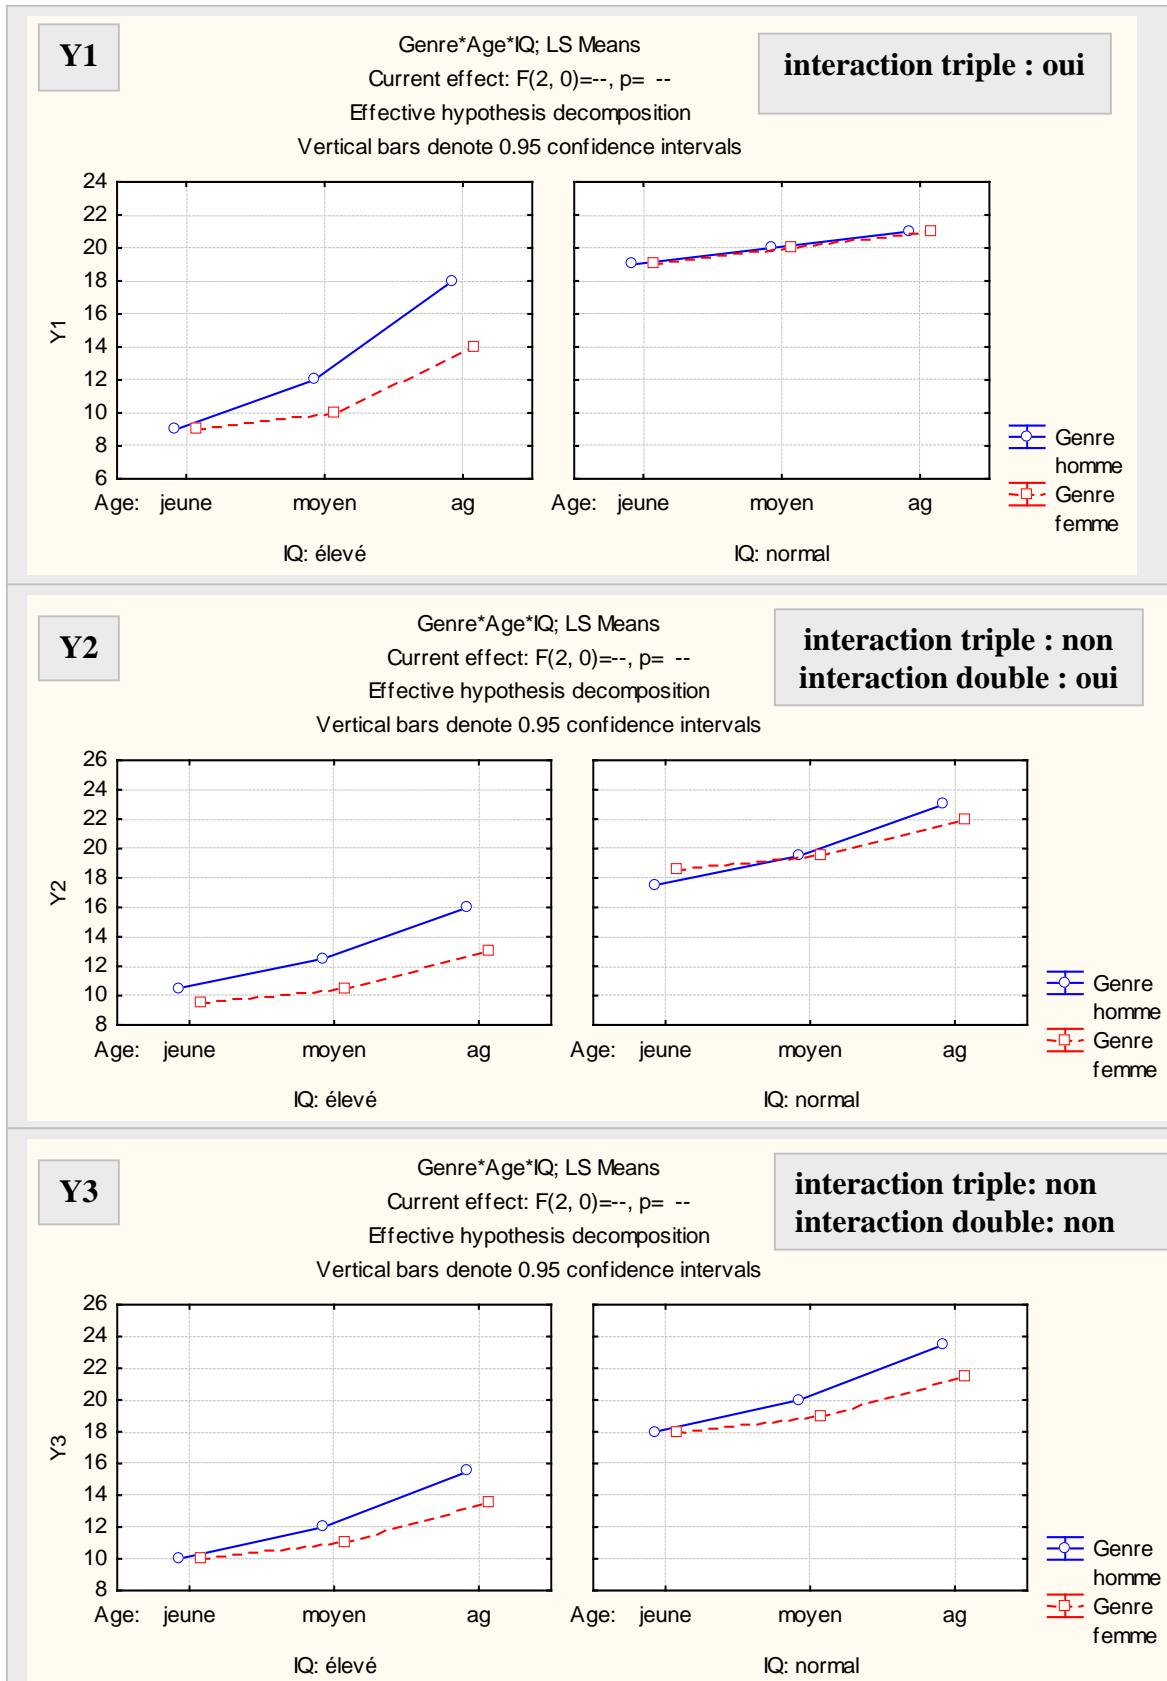 Y1
Genre*Age*IQ; LS Means
Current effect: F(2, 0)=--, p= --
Effective hypothesis decomposition
Vertical bars denote 0.95 confidence intervals
interaction triple : oui
24
22
20
18
16
14
12
10
8
6
Y1
Age: jeune moyen ag
IQ: élevé
Age: jeune moyen ag
IQ: normal
Genre
homme
Genre
femme
Y2
Genre*Age*IQ; LS Means
Current effect: F(2, 0)=--, p= --
Effective hypothesis decomposition
Vertical bars denote 0.95 confidence intervals
interaction triple : non
interaction double : oui
26
24
22
20
18
16
14
12
10
8
Y2
Age: jeune moyen ag
IQ: élevé
Age: jeune moyen ag
IQ: normal
Genre
homme
Genre
femme
Y3
Genre*Age*IQ; LS Means
Current effect: F(2, 0)=--, p= --
Effective hypothesis decomposition
Vertical bars denote 0.95 confidence intervals
interaction triple: non
interaction double: non
26
24
22
20
18
16
14
12
10
8
Y3
Age: jeune moyen ag
IQ: élevé
Age: jeune moyen ag
IQ: normal
Genre
homme
Genre
femme